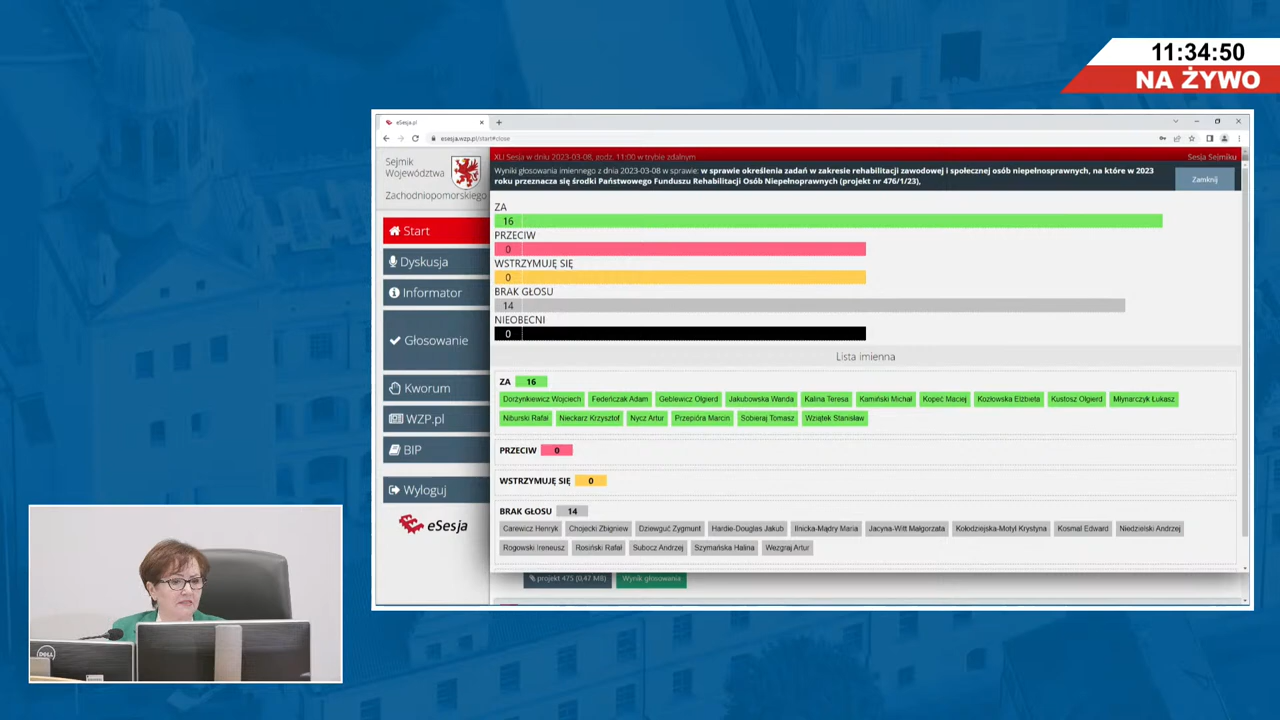 11:34:50
NA ŻYWO
eSesja.pl
esesja.wzp.pl/start#close
Sejmik
Województwa
Zachodniopomorskiego
XLI Sesja w dniu 2023-03-08, godz. 11:00 w trybie zdalnym
Sesja Sejmiku
Wyniki głosowania imiennego z dnia 2023-03-08 w sprawie: w sprawie określenia zadań w zakresie rehabilitacji zawodowej i społecznej osób niepełnosprawnych, na które w 2023
roku przeznacza się środki Państwowego Funduszu Rehabilitacji Osób Niepełnoprawnych (projekt nr 476/1/23),
Zamknij
Start
Dyskusja
Informator
Głosowanie
Kworum
WZP.pl
BIP
Wyloguj
eSesja
ZA
16
PRZECIW
0
WSTRZYMUJĘ SIĘ
0
BRAK GŁOSU
14
NIEOBECNI
0
Lista imienna
ZA 16
Dorżynkiewicz Wojciech Fedeńczak Adam Geblewicz Olgierd Jakubowska Wanda Kalina Teresa Kamiński Michał Kopeć Maciej Kozłowska Elżbieta Kustosz Olgierd Młynarczyk Łukasz
Niburski Rafał Nieckarz Krzysztof Nycz Artur Przepióra Marcin Sobieraj Tomasz Wziątek Stanisław
PRZECIW 0
WSTRZYMUJĘ SIĘ 0
BRAK GŁOSU 14
Carewicz Henryk Chojecki Zbigniew Dziewguć Zygmunt Hardie-Douglas Jakub Ilnicka-Mądry Maria Jacyna-Witt Małgorzata Kołodziejska-Motyl Krystyna Kosmal Edward Niedzielski Andrzej
Rogowski Ireneusz Rosiński Rafał Subocz Andrzej Szymańska Halina Wezgraj Artur
projekt 475 (0,47 MB) Wynik głosowania
DELL